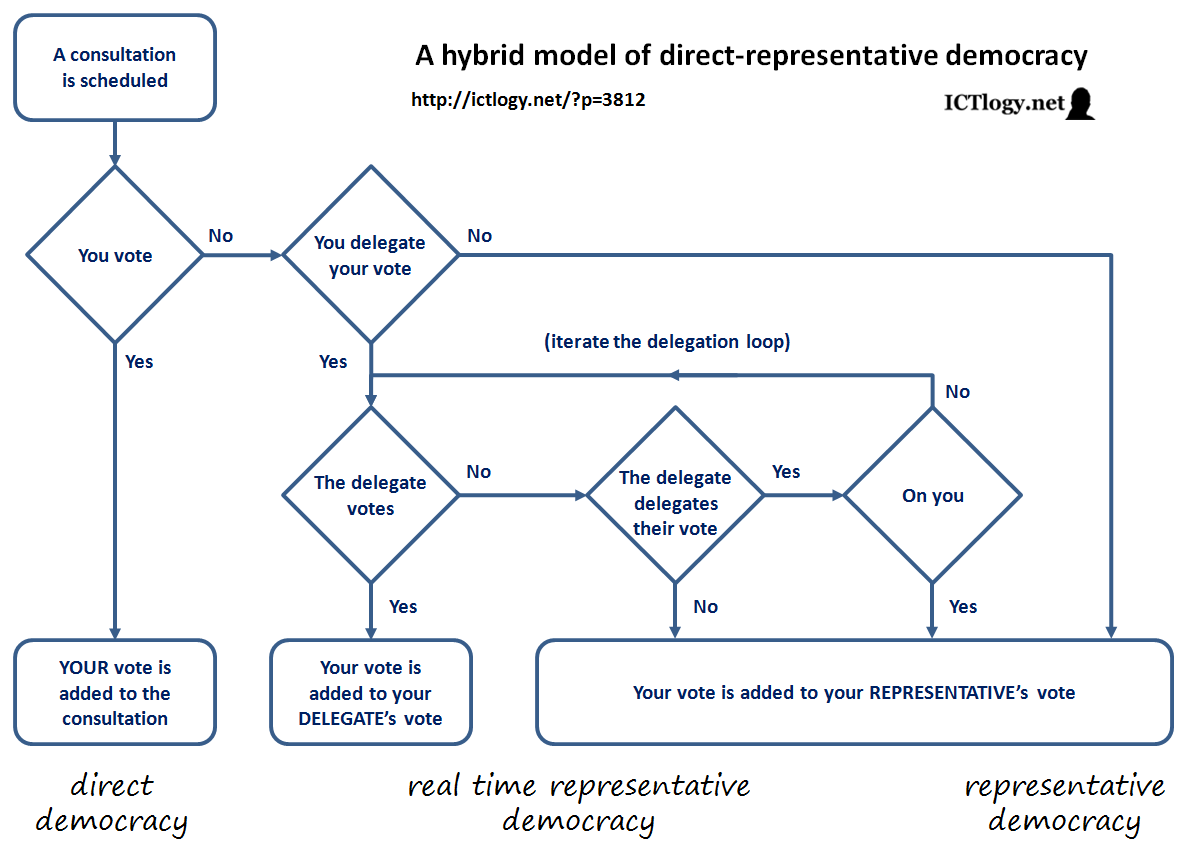 A consultation
is scheduled
A hybrid model of direct-representative democracy
http://ictlogy.net/?p=3812
ICTlogy.net
You vote
No
You delegate
your vote
No
Yes
Yes
(iterate the delegation loop)
No
The delegate
votes
No
The delegate
delegates
their vote
Yes
On you
Yes
No
Yes
YOUR vote is
added to the
consultation
Your vote is
added to your
DELEGATE’s vote
Your vote is added to your REPRESENTATIVE’s vote
direct
democracy
real time representative
democracy
representative
democracy